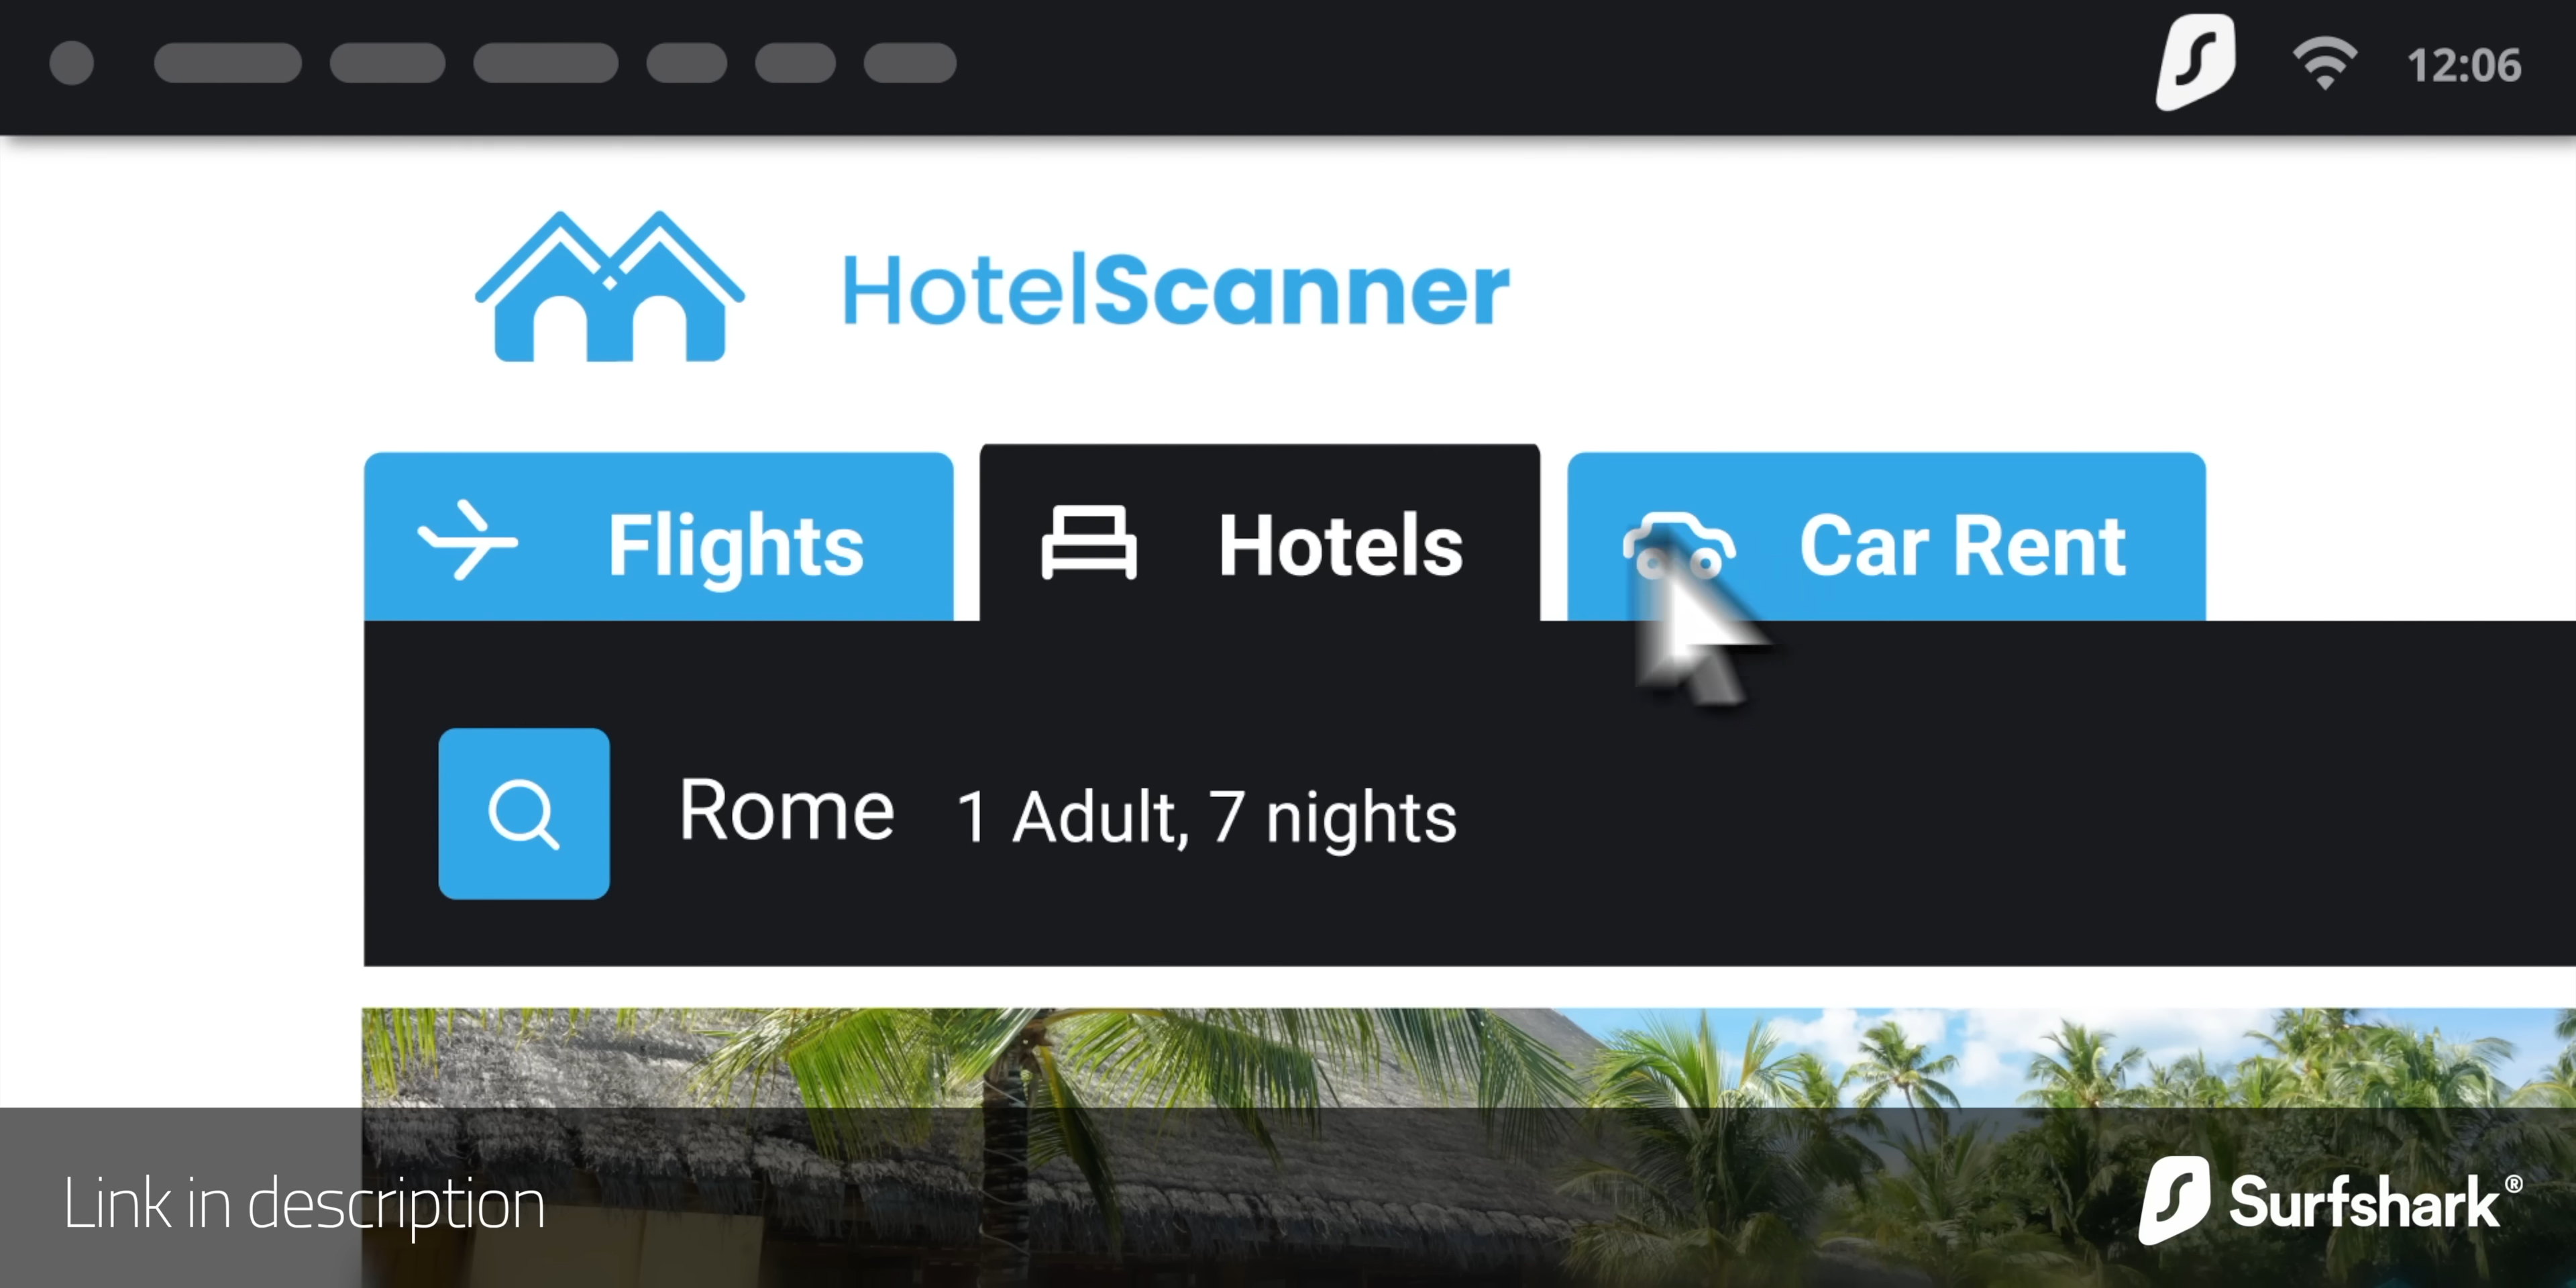 12:06
HotelScanner
Flights
Hotels
Car Rent
Rome 1 Adult, 7 nights
Link in description
Surfshark®